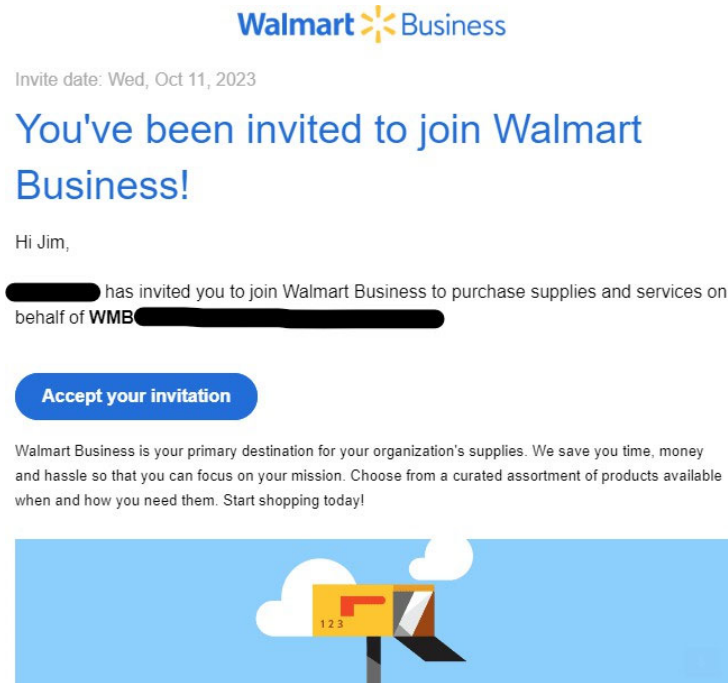 Walmart Business
Invite date: Wed, Oct 11, 2023
You've been invited to join Walmart
Business!
Hi Jim,
has invited you to join Walmart Business to purchase supplies and services on
behalf of WMB
Accept your invitation
Walmart Business is your primary destination for your organization's supplies. We save you time, money
and hassle so that you can focus on your mission. Choose from a curated assortment of products available
when and how you need them. Start shopping today!
123